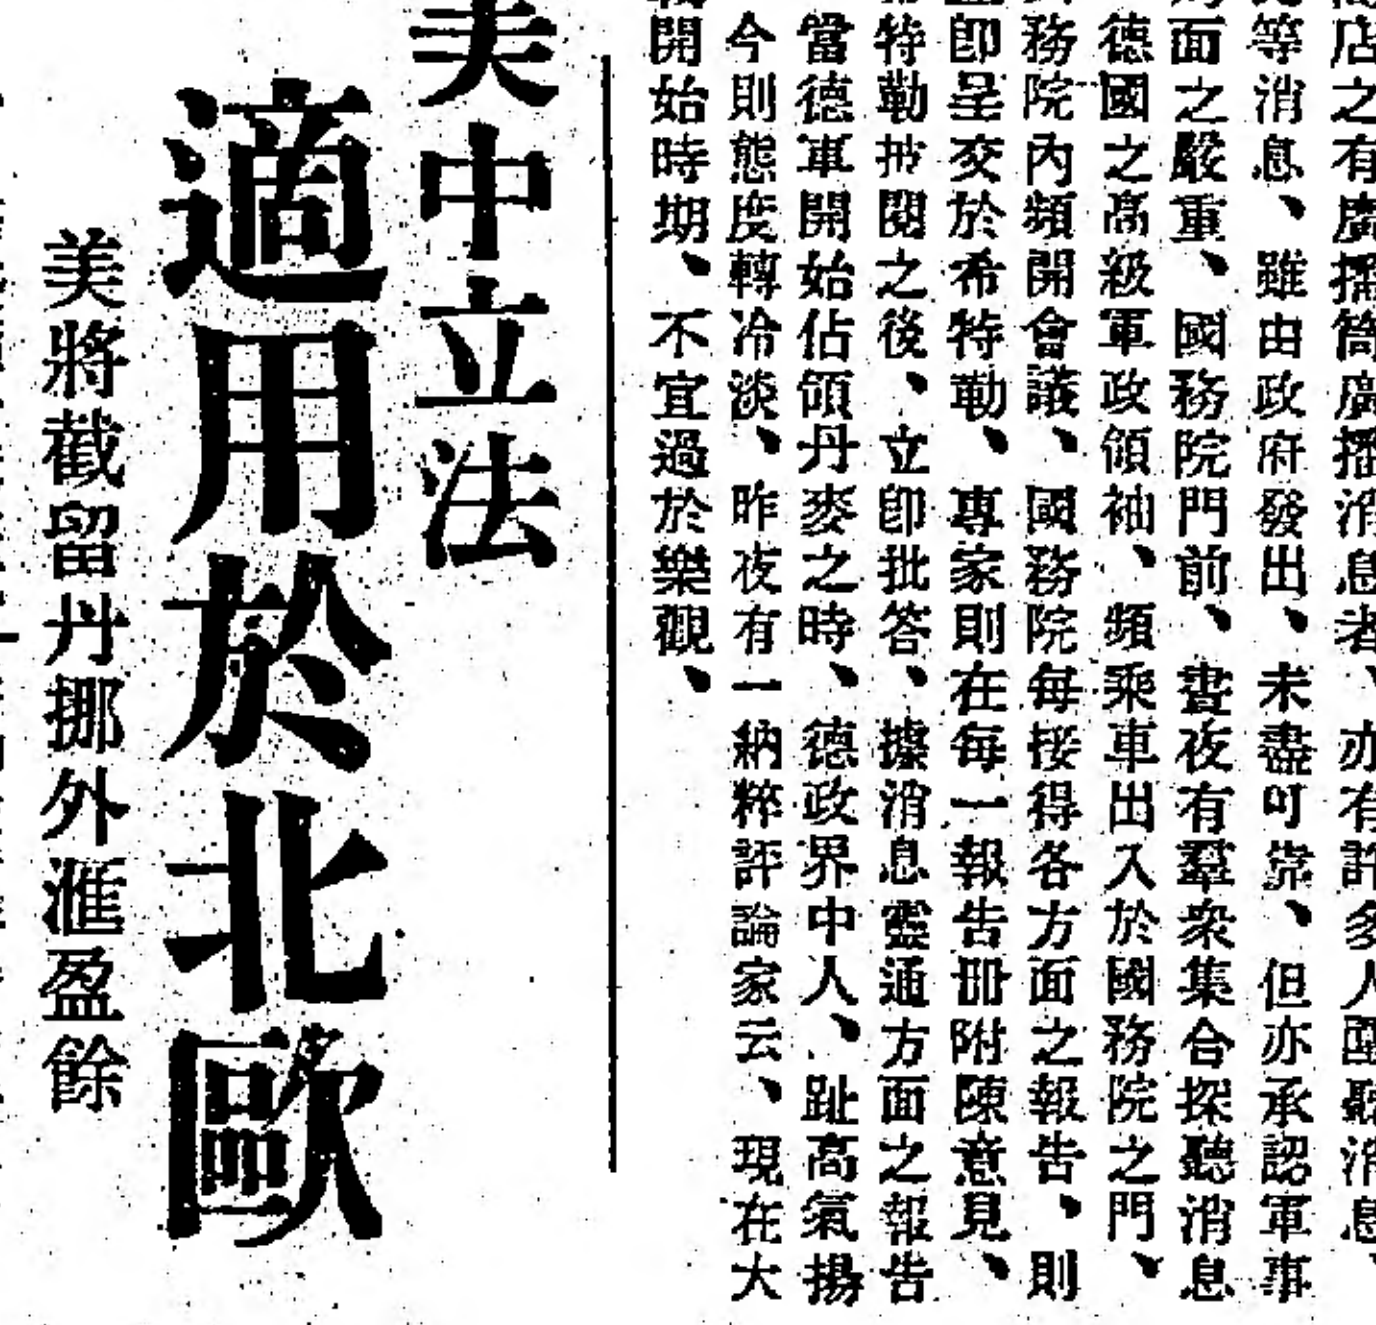 店之有廣播筒廣播消息者、亦有許多人圍聽消息、
等消息、雖由政府發出、未盡可靠、但亦承認軍事
面之嚴重、國務院門前、晝夜有羣衆集合探聽消息
德國之高級軍政領袖、頻乘車出入於國務院之門、
務院內頻開會議、國務院每接得各方面之報告、則
卽呈交於希特勒、專家則在每一報告册附陳意見、
特勒披閱之後、立卽批答、據消息靈通方面之報告
當德軍開始佔領丹麥之時、德政界中人、趾高氣揚
今則態度轉冷淡、昨夜有一納粹評論家云、現在大
開始時期、不宜過於樂觀、
美中立法
適用於北歐
美將截留丹挪外滙盈餘